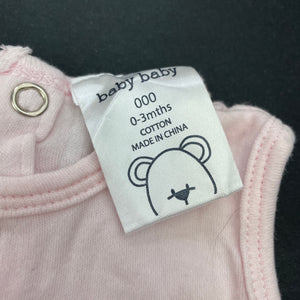 baby baby
000
0-3mths
COTTON
MADE IN CHINA